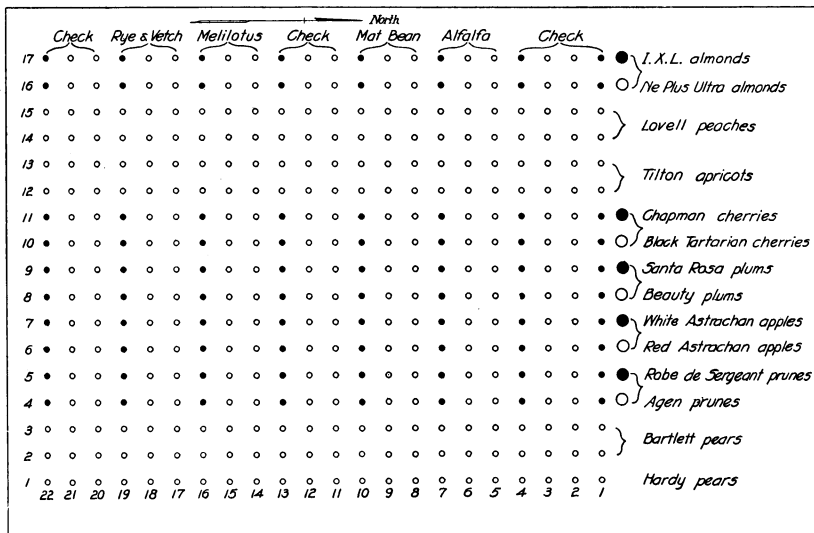 North
Check Rye & Vetch Melilotus Check Mat Bean Alfalfa Check
17 I.X.L. almonds
16 Ne Plus Ultra almonds
15
Lovell peaches
14
13
Tilton apricots
12
11 Chapman cherries
10 Black Tartarian cherries
9 Santa Rosa plums
8 Beauty plums
7 White Astrachan apples
6 Red Astrachan apples
5 Robe de Sergeant prunes
4 Agen prunes
3
Bartlett pears
2
1 Hardy pears
22 21 20 19 18 17 16 15 14 13 12 11 10 9 8 7 6 5 4 3 2 1